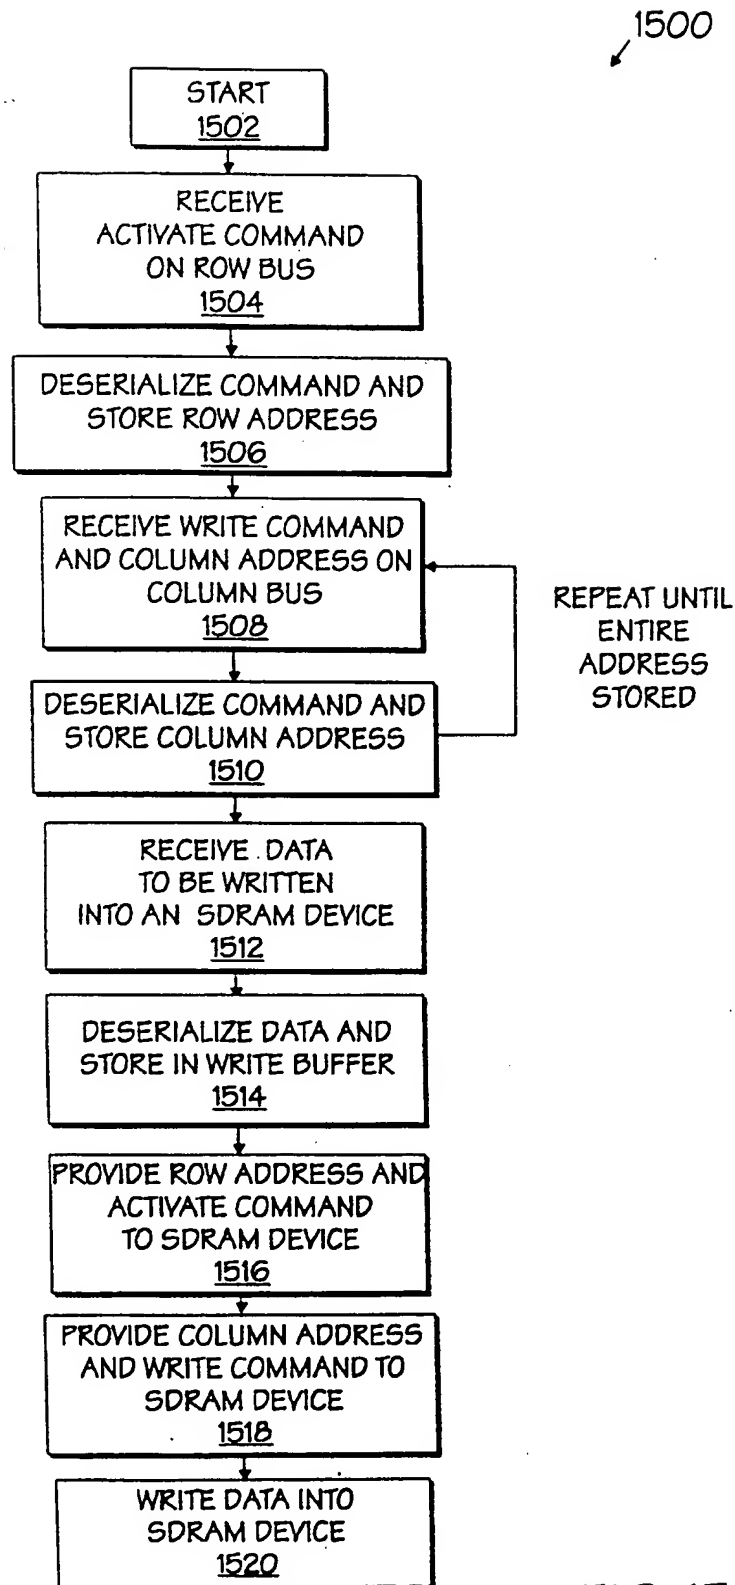 1500
START
1502
RECEIVE
ACTIVATE COMMAND
ON ROW BUS
1504
DESERIALIZE COMMAND AND
STORE ROW ADDRESS
1506
RECEIVE WRITE COMMAND
AND COLUMN ADDRESS ON
COLUMN BUS
1508
REPEAT UNTIL
ENTIRE
ADDRESS
STORED
DESERIALIZE COMMAND AND
STORE COLUMN ADDRESS
1510
RECEIVE DATA
TO BE WRITTEN
INTO AN SDRAM DEVICE
1512
DESERIALIZE DATA AND
STORE IN WRITE BUFFER
1514
PROVIDE ROW ADDRESS AND
ACTIVATE COMMAND
TO SDRAM DEVICE
1516
PROVIDE COLUMN ADDRESS
AND WRITE COMMAND TO
SDRAM DEVICE
1518
WRITE DATA INTO
SDRAM DEVICE
1520